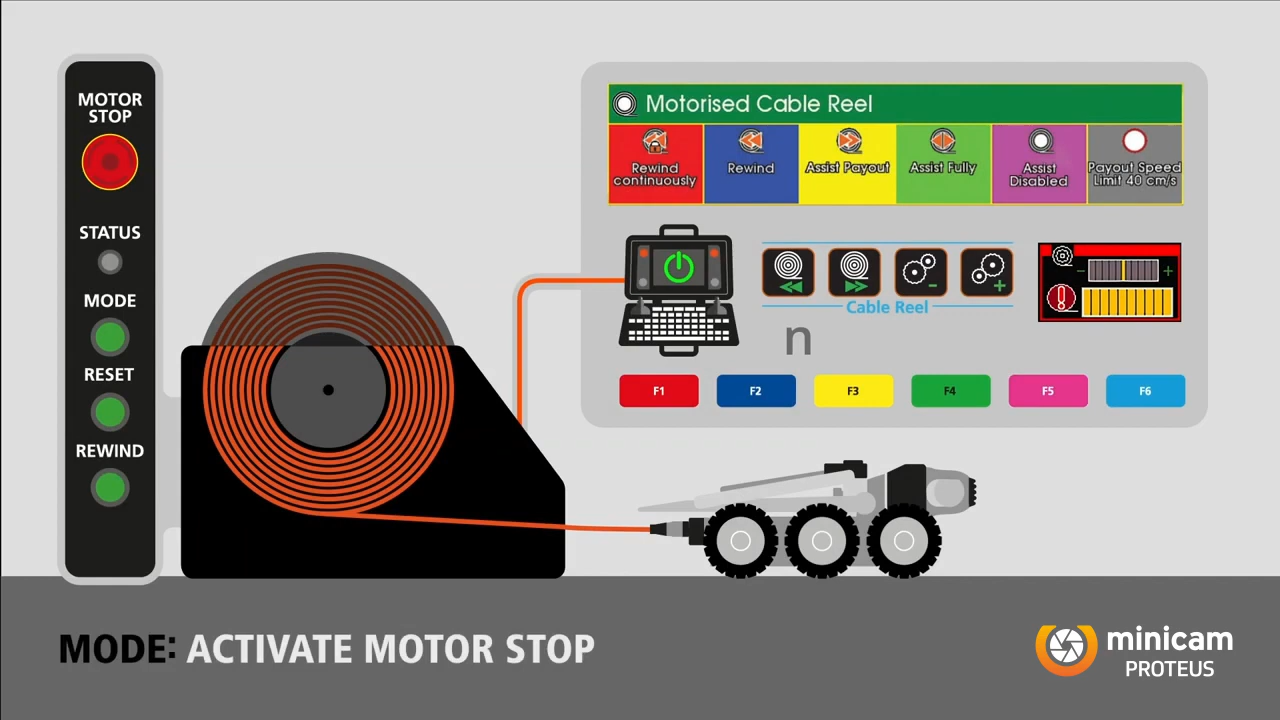 MOTOR
STOP
STATUS
MODE
RESET
REWIND
Motorised Cable Reel
Rewind
continuously
Rewind
Assist Payout
Assist Fully
Assist
Disabled
Payout Speed
Limit 40 cm/s
Cable Reel
n
F1
F2
F3
F4
F5
F6
MODE: ACTIVATE MOTOR STOP
minicam
PROTEUS